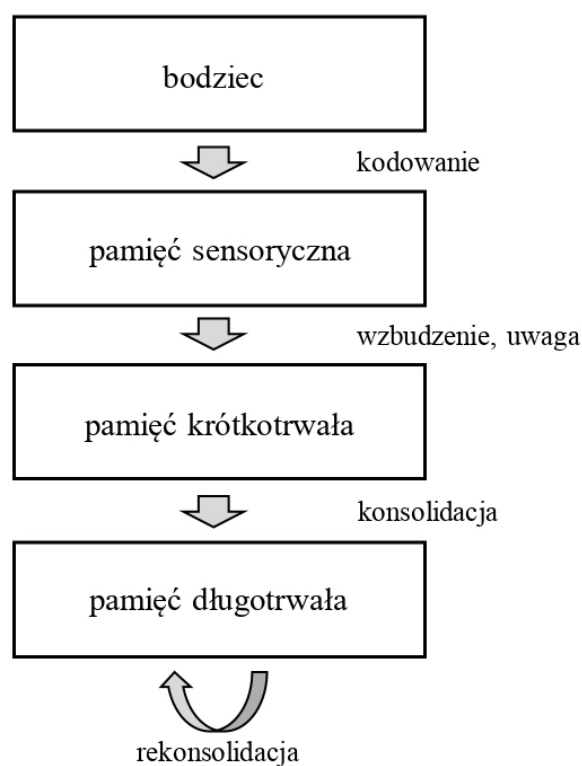 bodziec
kodowanie
pamięć sensoryczna
wzbudzenie, uwaga
pamięć krótkotrwała
konsolidacja
pamięć długotrwała
rekonsolidacja